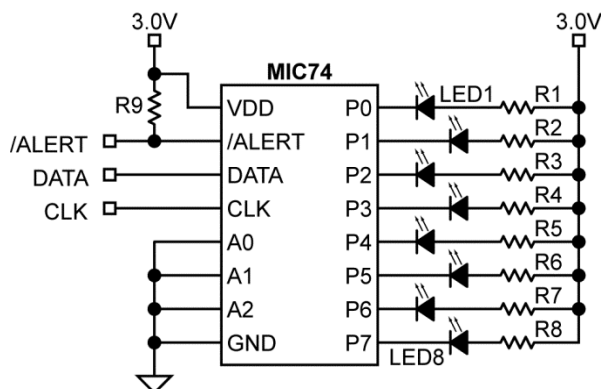 3.0V
3.0V
MIC74
R9
VDD
P0
LED1
R1
/ALERT
/ALERT
P1
R2
DATA
DATA
P2
R3
CLK
CLK
P3
R4
A0
P4
R5
A1
P5
R6
A2
P6
R7
GND
P7
LED8
R8